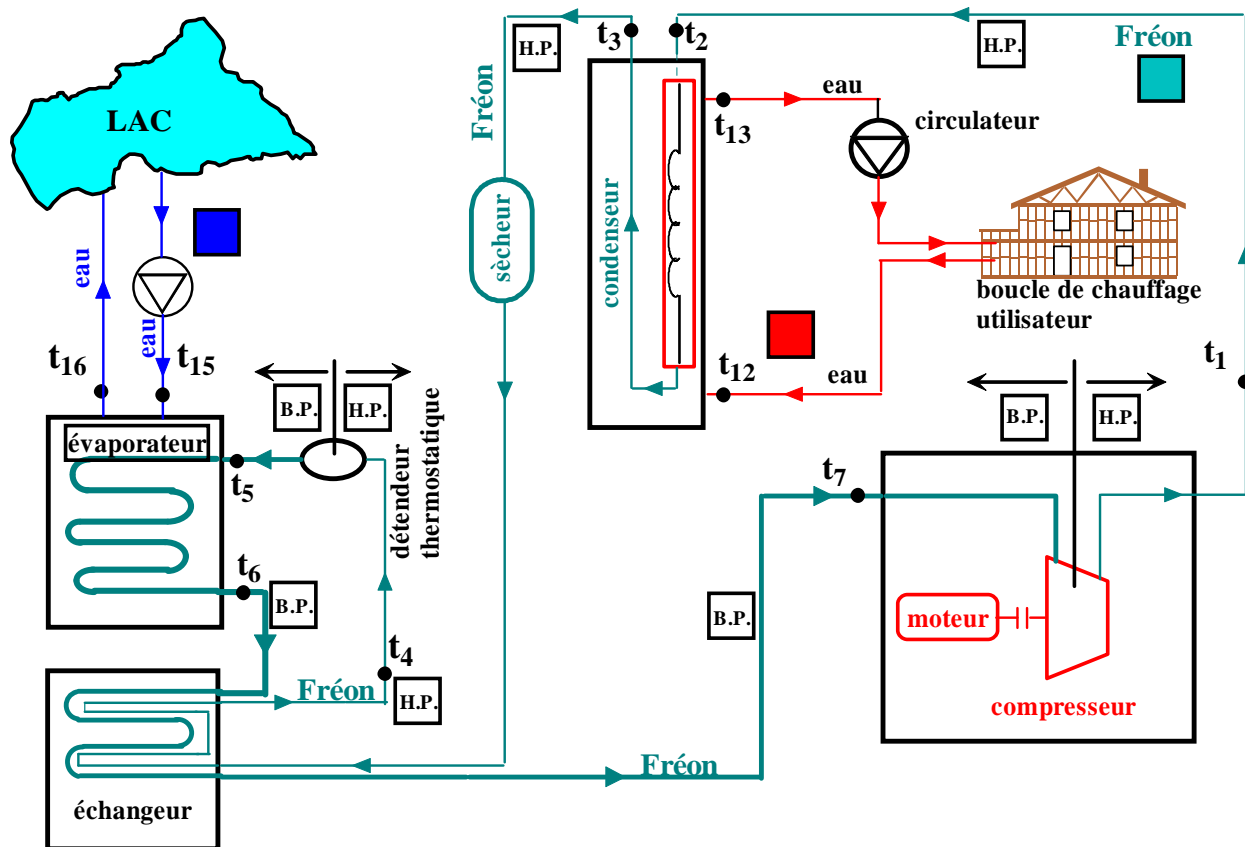 t3
t2
H.P.
H.P.
Fréon
Fréon
LAC
eau
t13
circulateur
condenseur
sècheur
eau
eau
boucle de chauffage
utilisateur
t16
t15
t12
eau
t1
B.P.
H.P.
B.P.
H.P.
évaporateur
t5
détendeur
thermostatique
t7
t6
B.P.
B.P.
moteur
t4
Fréon
H.P.
compresseur
Fréon
échangeur